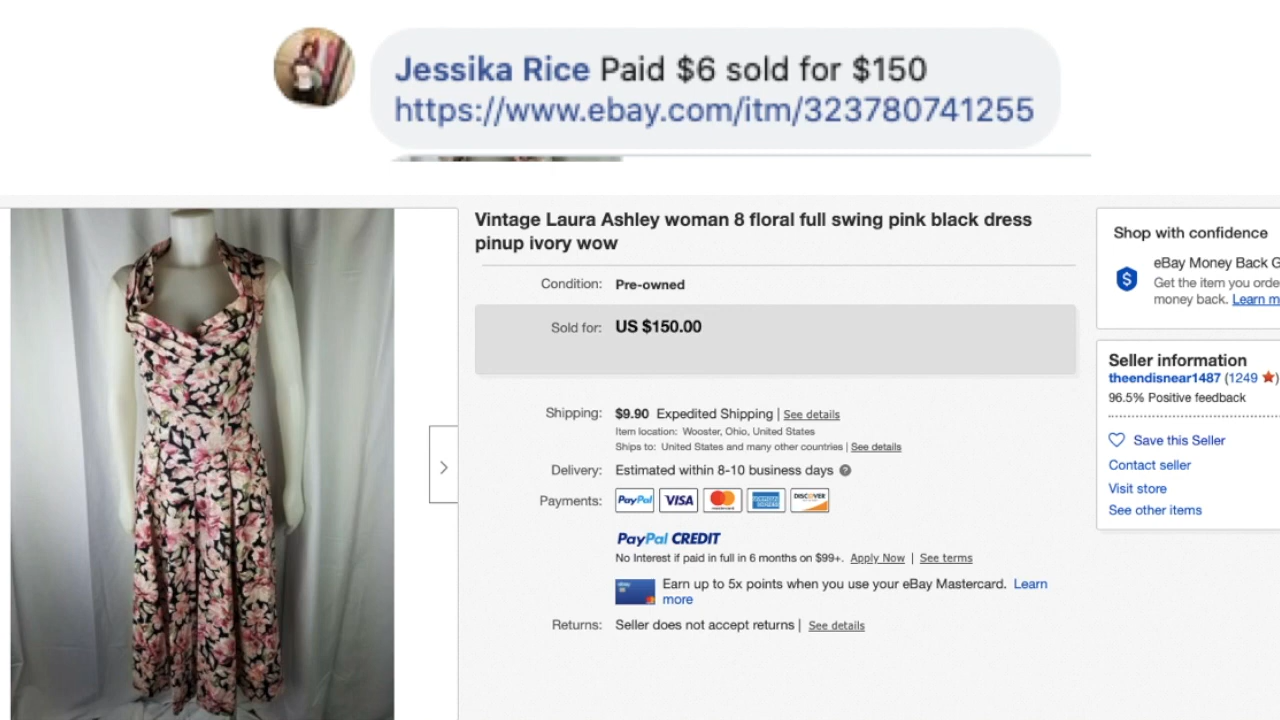 Jessika Rice Paid $6 sold for $150
https://www.ebay.com/itm/323780741255
Vintage Laura Ashley woman 8 floral full swing pink black dress
pinup ivory wow
Condition: Pre-owned
Sold for: US $150.00
Shipping: $9.90 Expedited Shipping | See details
Item location: Wooster, Ohio, United States
Ships to: United States and many other countries | See details
Delivery: Estimated within 8-10 business days ?
Payments: PayPal VISA mastercard DISCOVER
PayPal CREDIT
No Interest if paid in full in 6 months on $99+. Apply Now | See terms
Earn up to 5x points when you use your eBay Mastercard. Learn
more
Returns: Seller does not accept returns | See details
Shop with confidence
$
eBay Money Back G
Get the item you orde
money back. Learn m
Seller information
theendisnear1487 (1249 ★)
96.5% Positive feedback
Save this Seller
Contact seller
Visit store
See other items